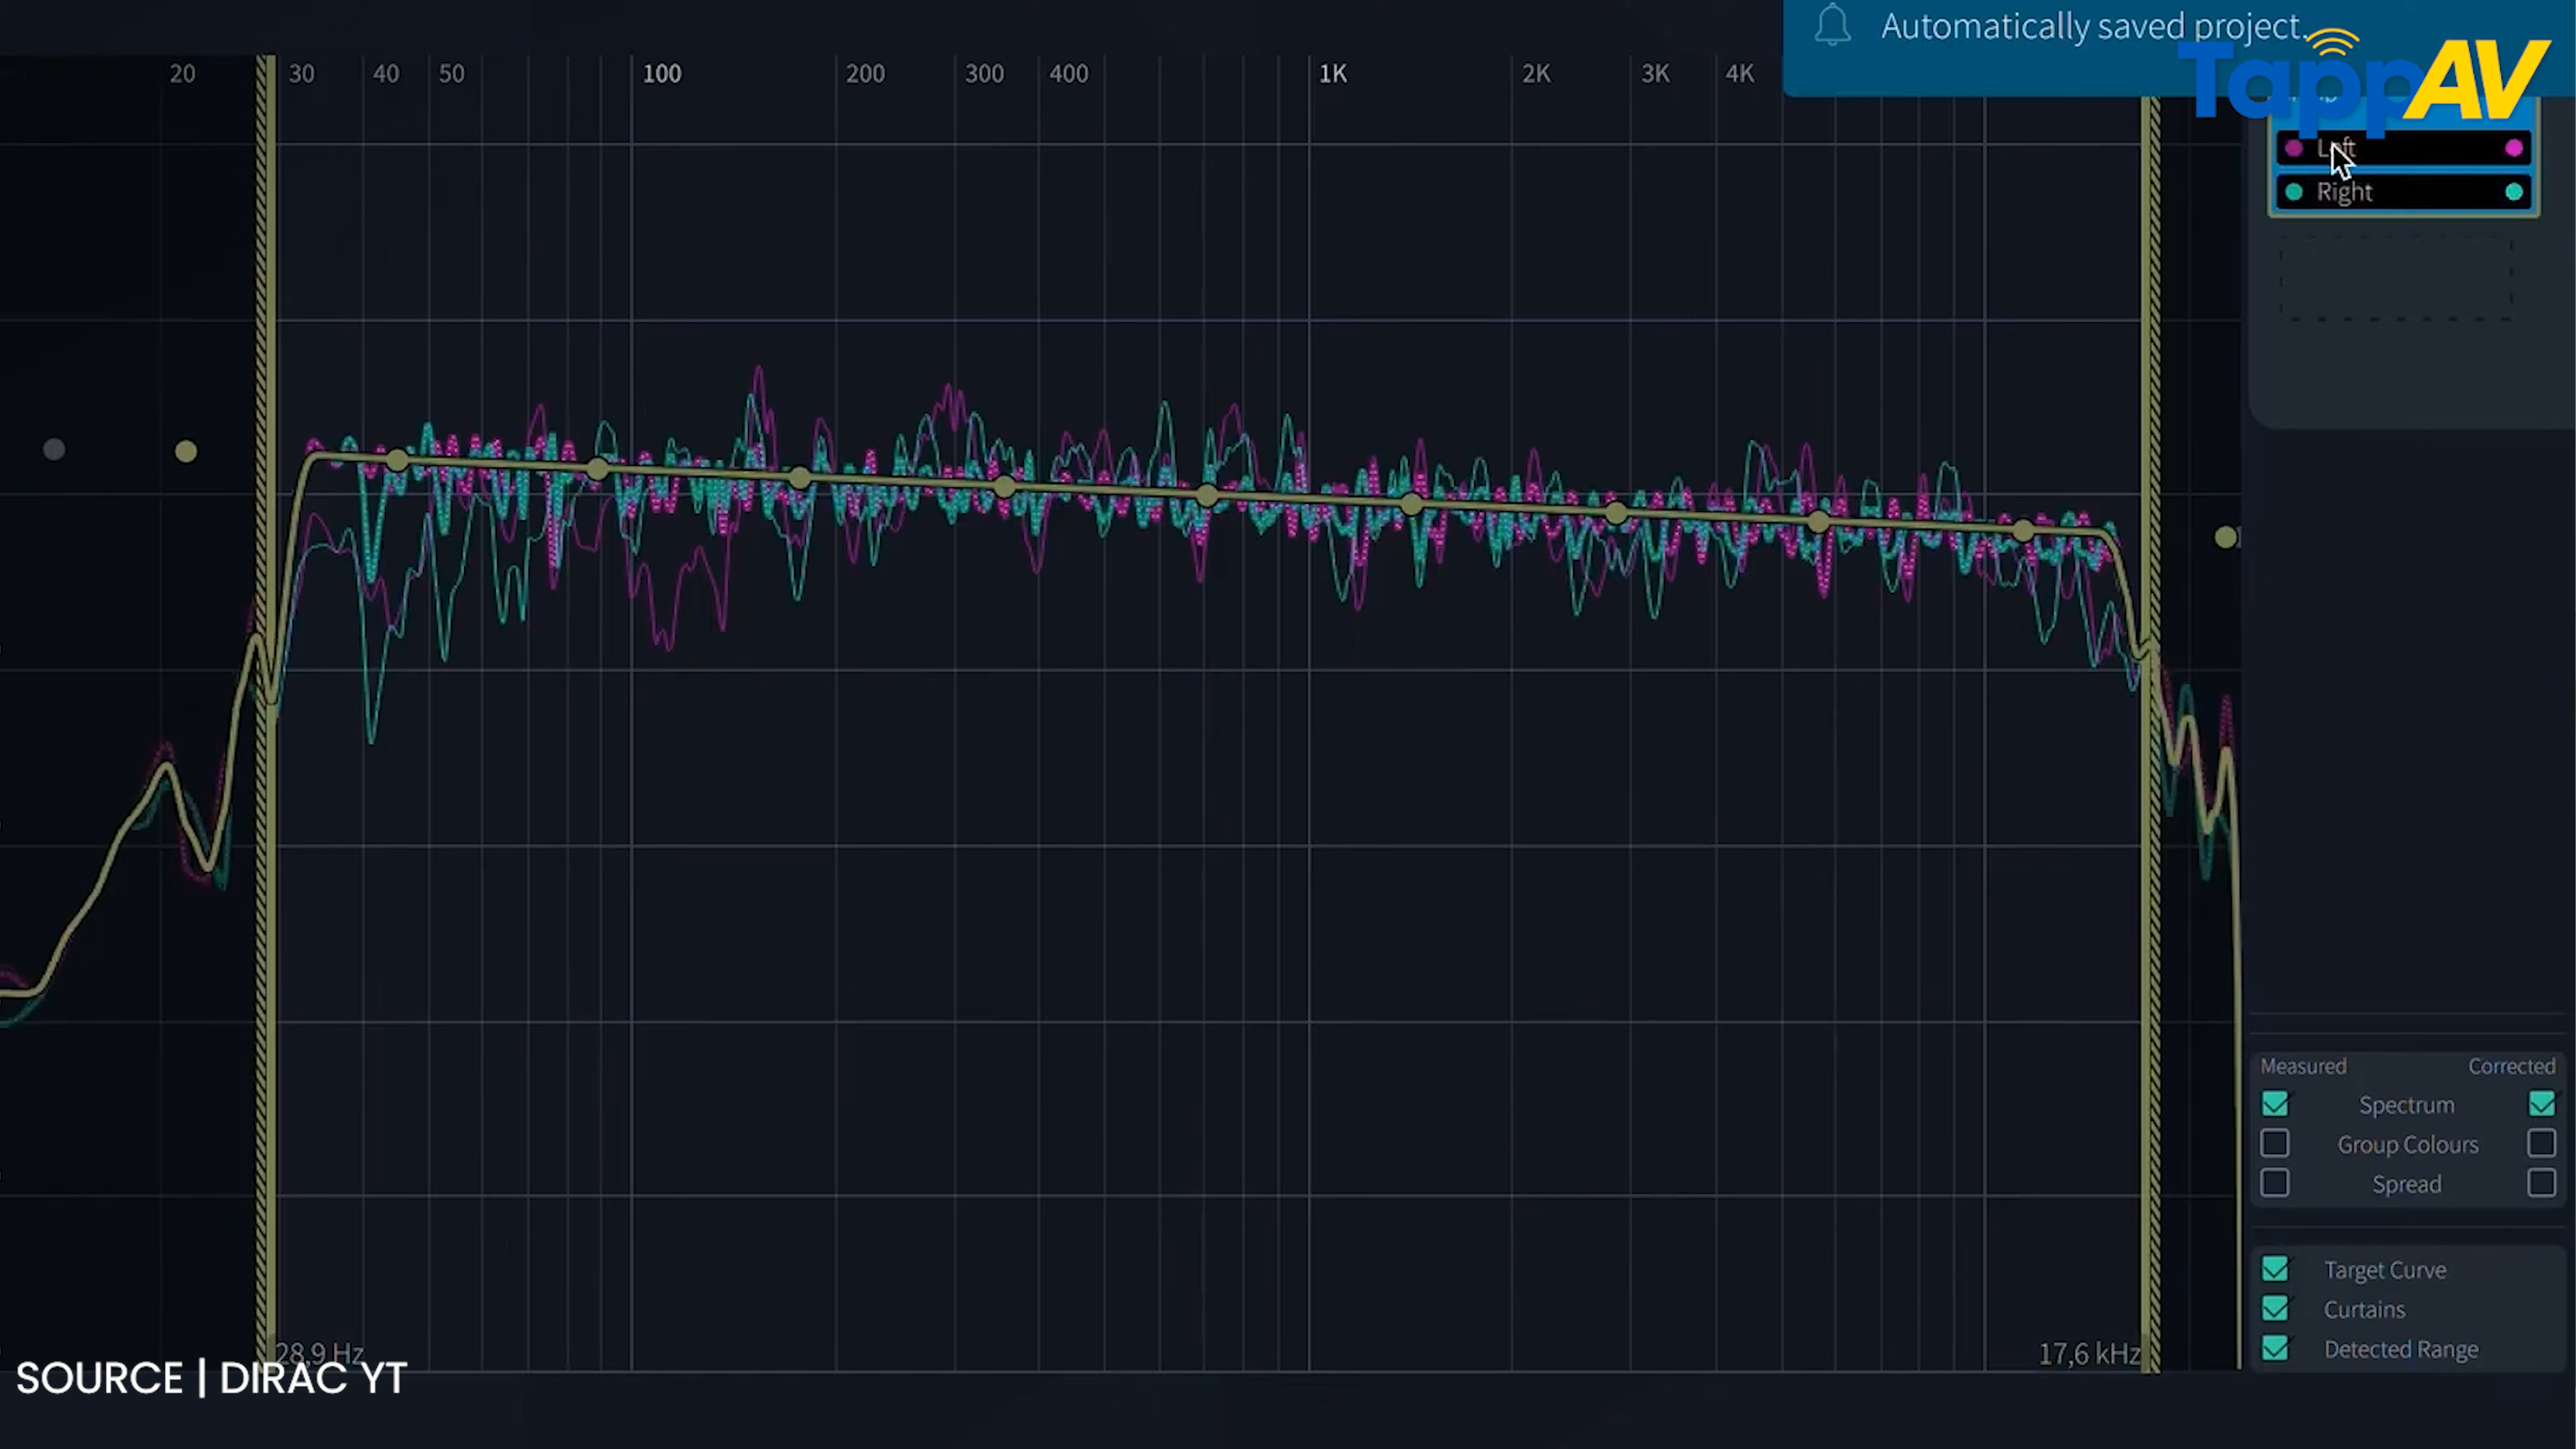 Automatically saved project.
TappAV
20 30 40 50 100 200 300 400 1K 2K 3K 4K
Left
Right
Measured Corrected
Spectrum
Group Colours
Spread
Target Curve
Curtains
Detected Range
28,9 Hz 17,6 kHz
SOURCE | DIRAC YT